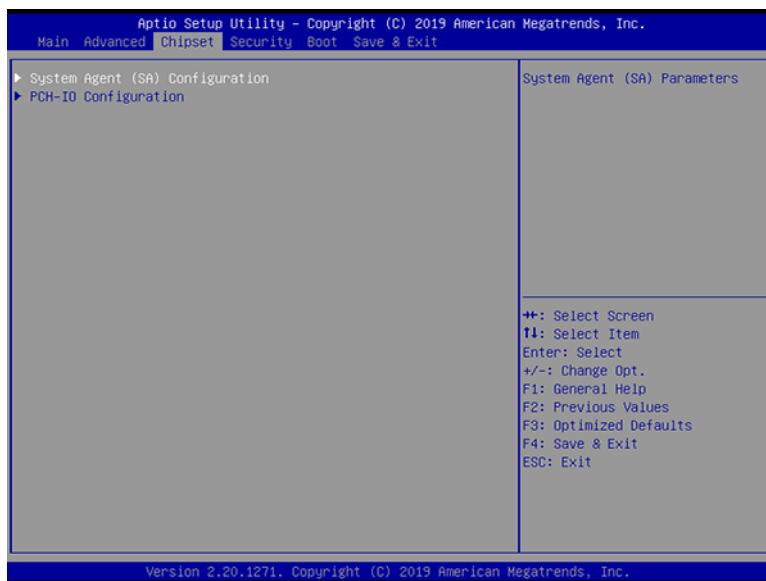 Aptio Setup Utility – Copyright (C) 2019 American Megatrends, Inc.
Main Advanced Chipset Security Boot Save & Exit
System Agent (SA) Configuration
PCH-IO Configuration
System Agent (SA) Parameters
→←: Select Screen
↑↓: Select Item
Enter: Select
+/-: Change Opt.
F1: General Help
F2: Previous Values
F3: Optimized Defaults
F4: Save & Exit
ESC: Exit
Version 2.20.1271. Copyright (C) 2019 American Megatrends, Inc.